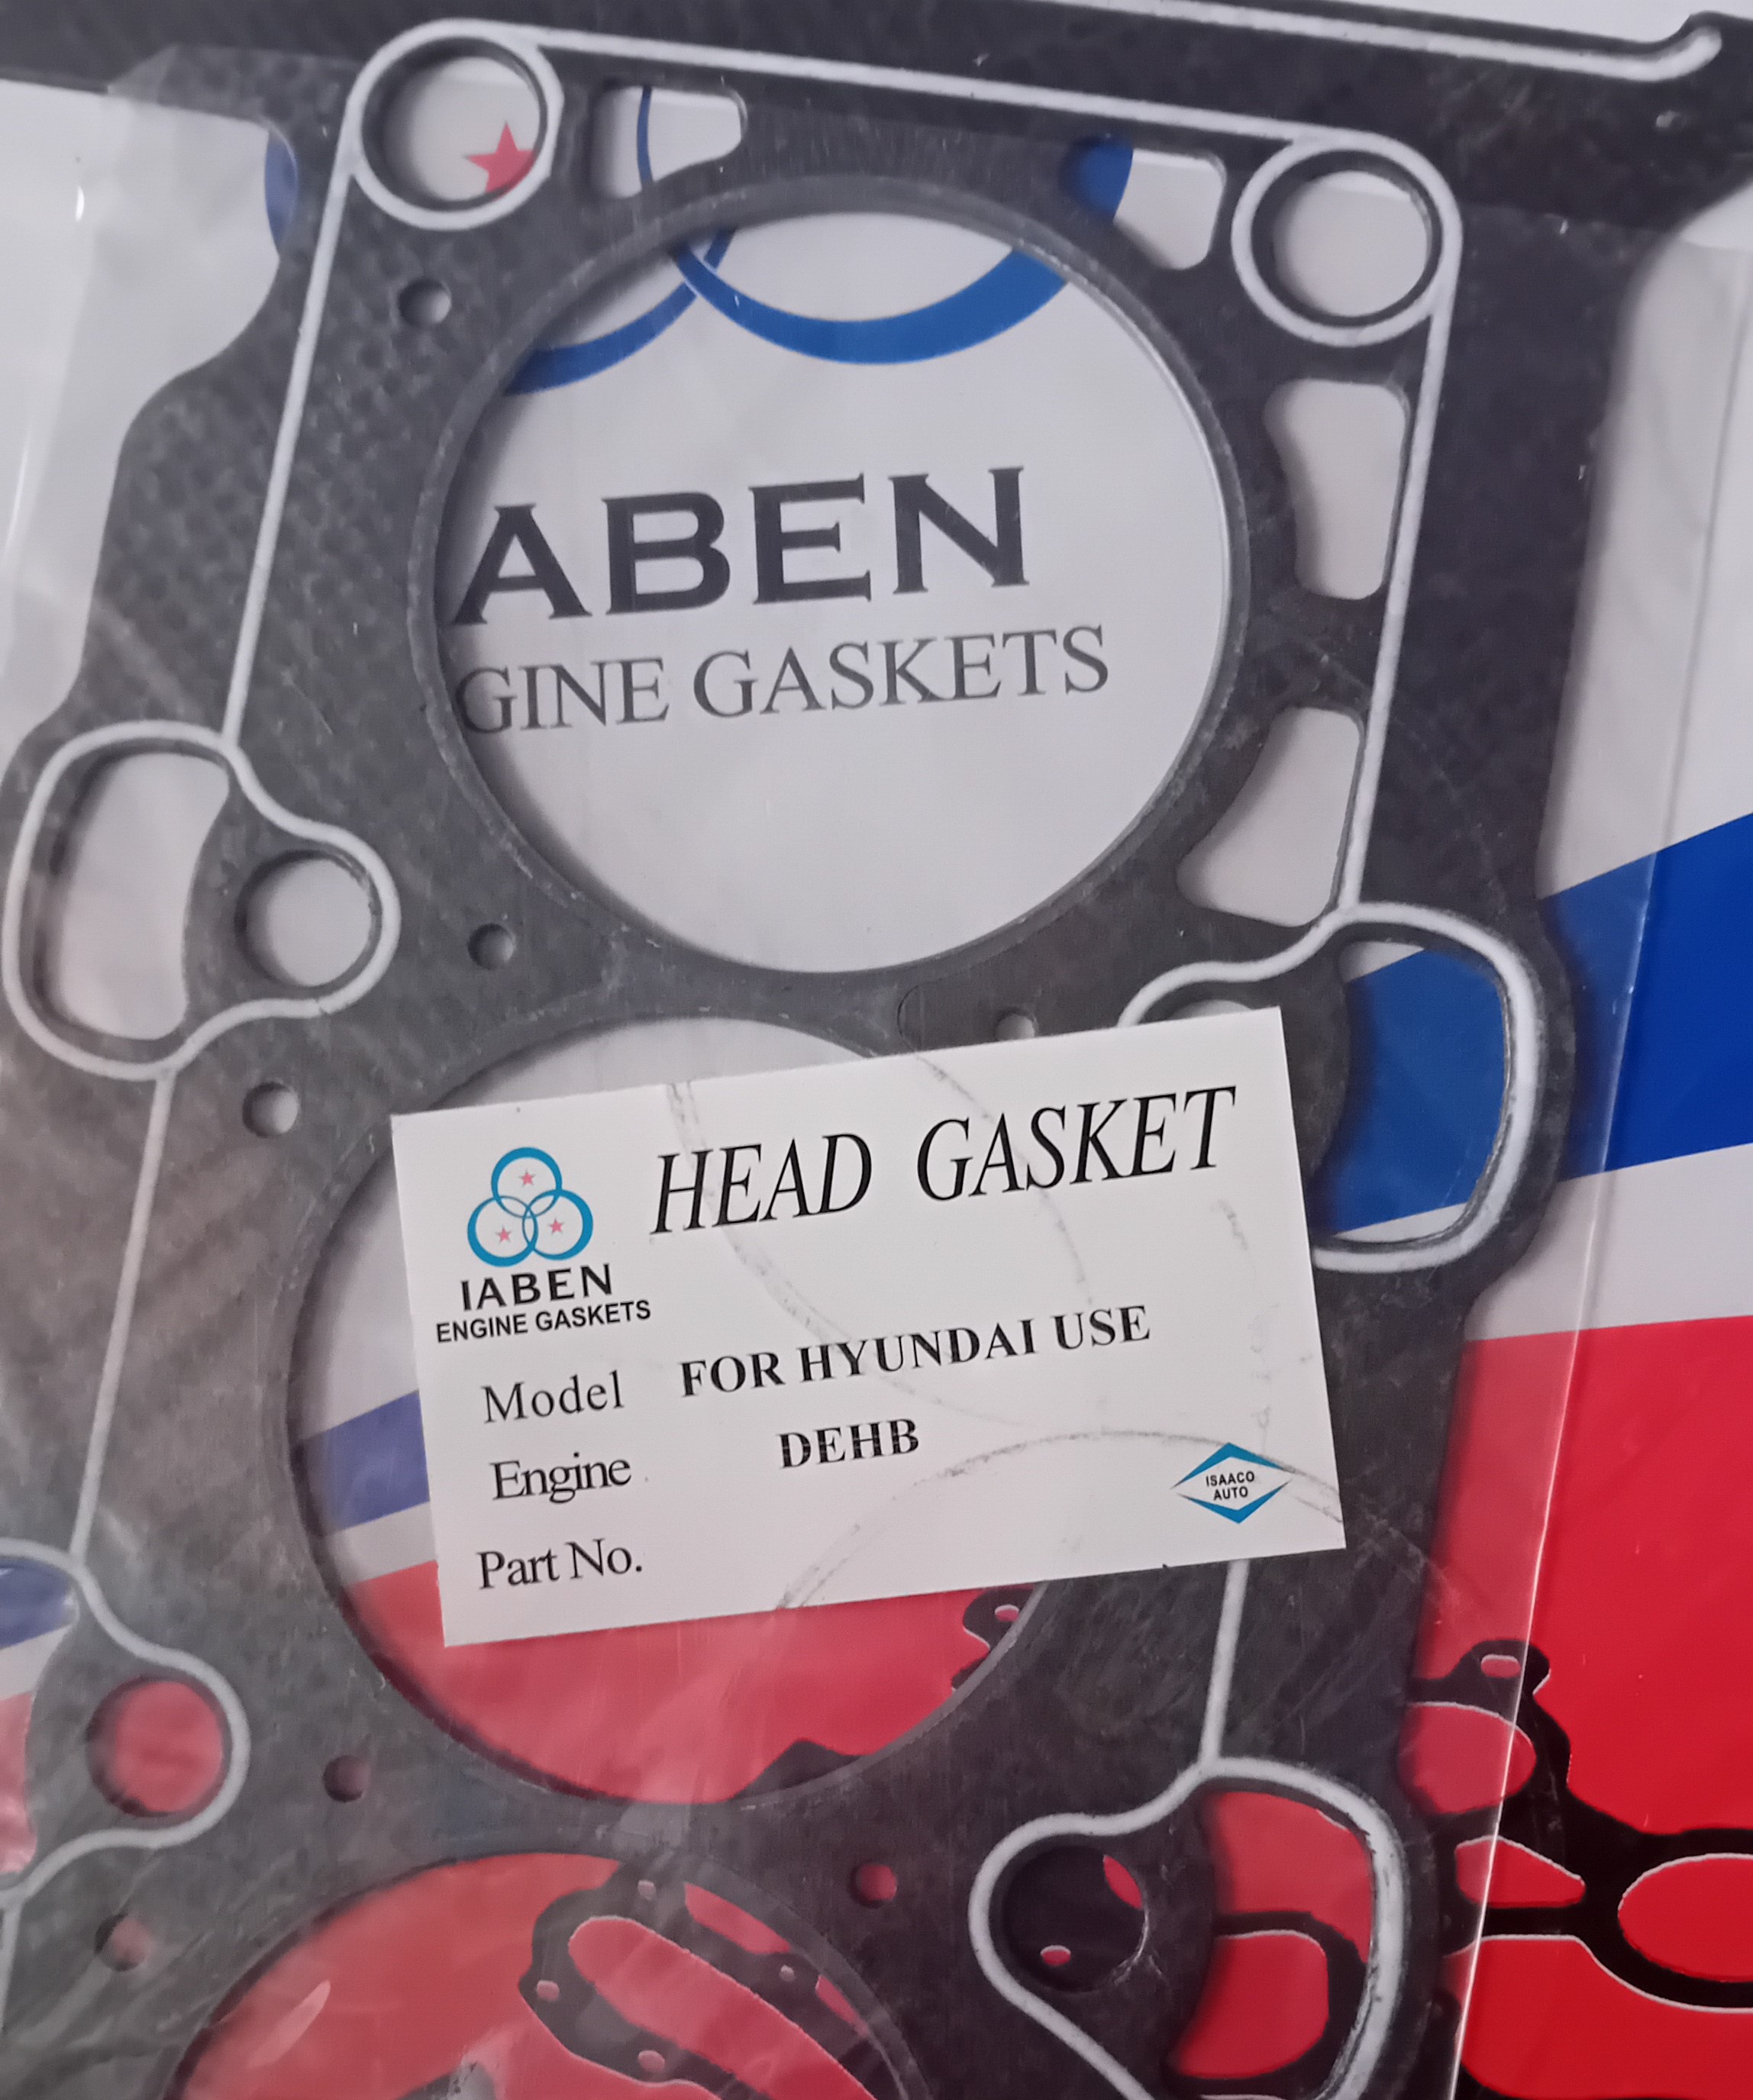 ABEN
GINE GASKETS
HEAD GASKET
IABEN
ENGINE GASKETS
Model FOR HYUNDAI USE
Engine DEHB
Part No.
ISAACO
AUTO